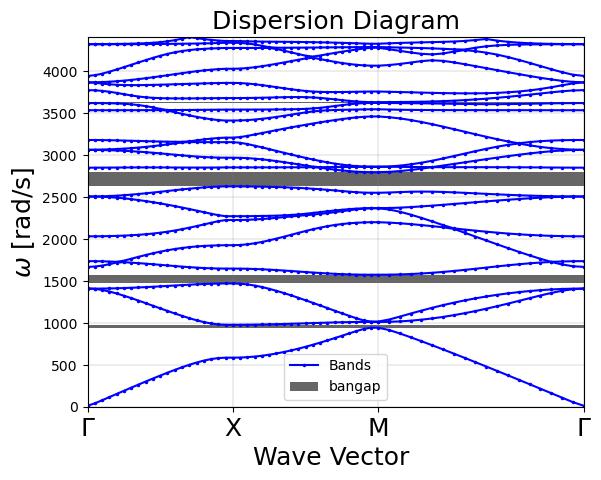 Dispersion Diagram
ω [rad/s]
4000
3500
3000
2500
2000
1500
1000
500
0
Bands
bangap
Γ X M Γ
Wave Vector